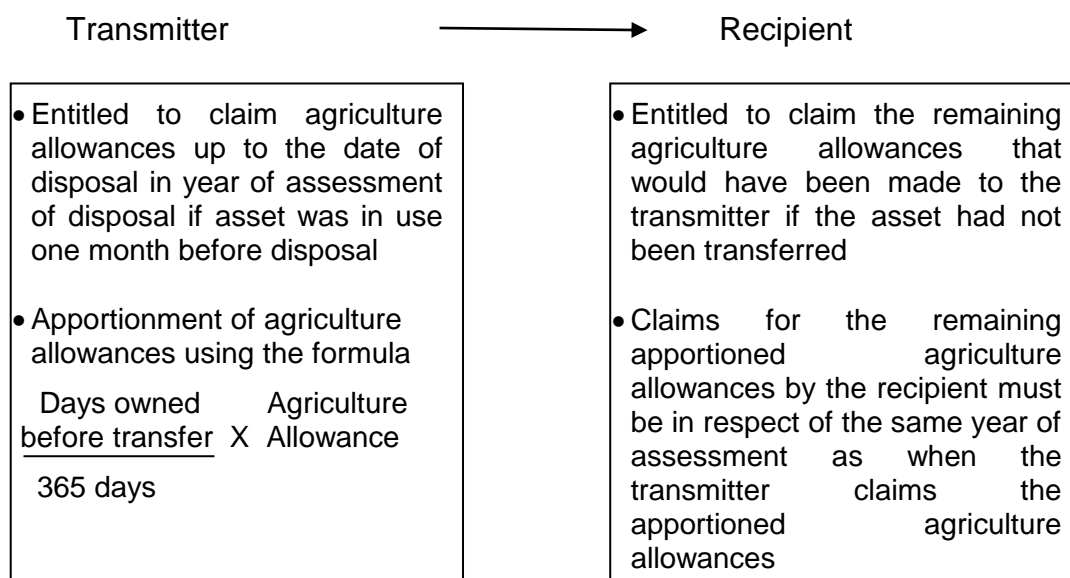 Transmitter
Recipient
• Entitled to claim agriculture
allowances up to the date of
disposal in year of assessment
of disposal if asset was in use
one month before disposal
• Apportionment of agriculture
allowances using the formula
Days owned Agriculture
before transfer X Allowance
365 days
• Entitled to claim the remaining
agriculture allowances that
would have been made to the
transmitter if the asset had not
been transferred
• Claims for the remaining
apportioned agriculture
allowances by the recipient must
be in respect of the same year of
assessment as when the
transmitter claims the
apportioned agriculture
allowances